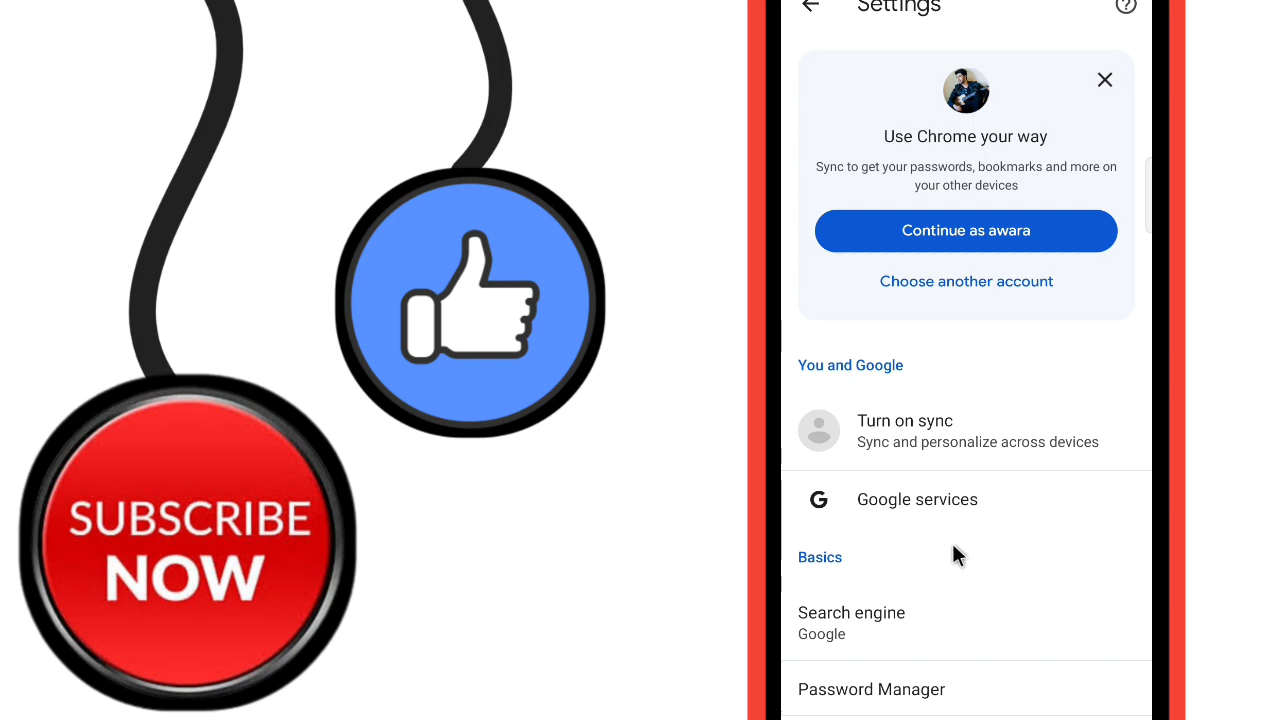 SUBSCRIBE
NOW
Settings
Use Chrome your way
Sync to get your passwords, bookmarks and more on
your other devices
Continue as awara
Choose another account
You and Google
Turn on sync
Sync and personalize across devices
G Google services
Basics
Search engine
Google
Password Manager